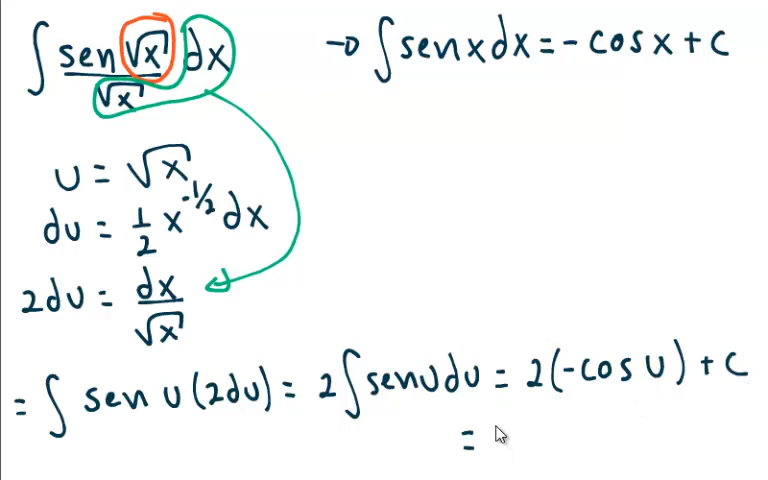 ∫ sen √x / √x dx → ∫ sen x dx = - cos x + c
u = √x
du = 1/2 x^(-1/2) dx
2du = dx / √x
= ∫ sen u (2du) = 2 ∫ sen u du = 2(-cos u) + c
=